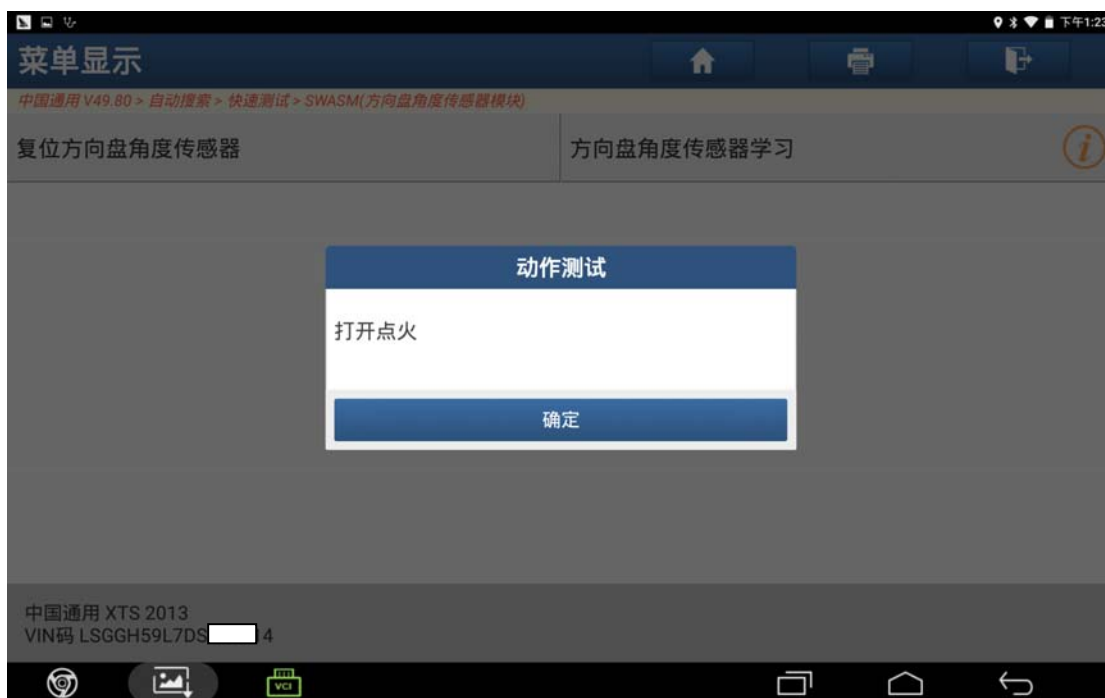 下午1:23
菜单显示
中国通用 V49.80 > 自动搜索 > 快速测试 > SWASM(方向盘角度传感器模块)
复位方向盘角度传感器
方向盘角度传感器学习
i
动作测试
打开点火
确定
中国通用 XTS 2013
VIN码 LSGGH59L7DS 4
VCI